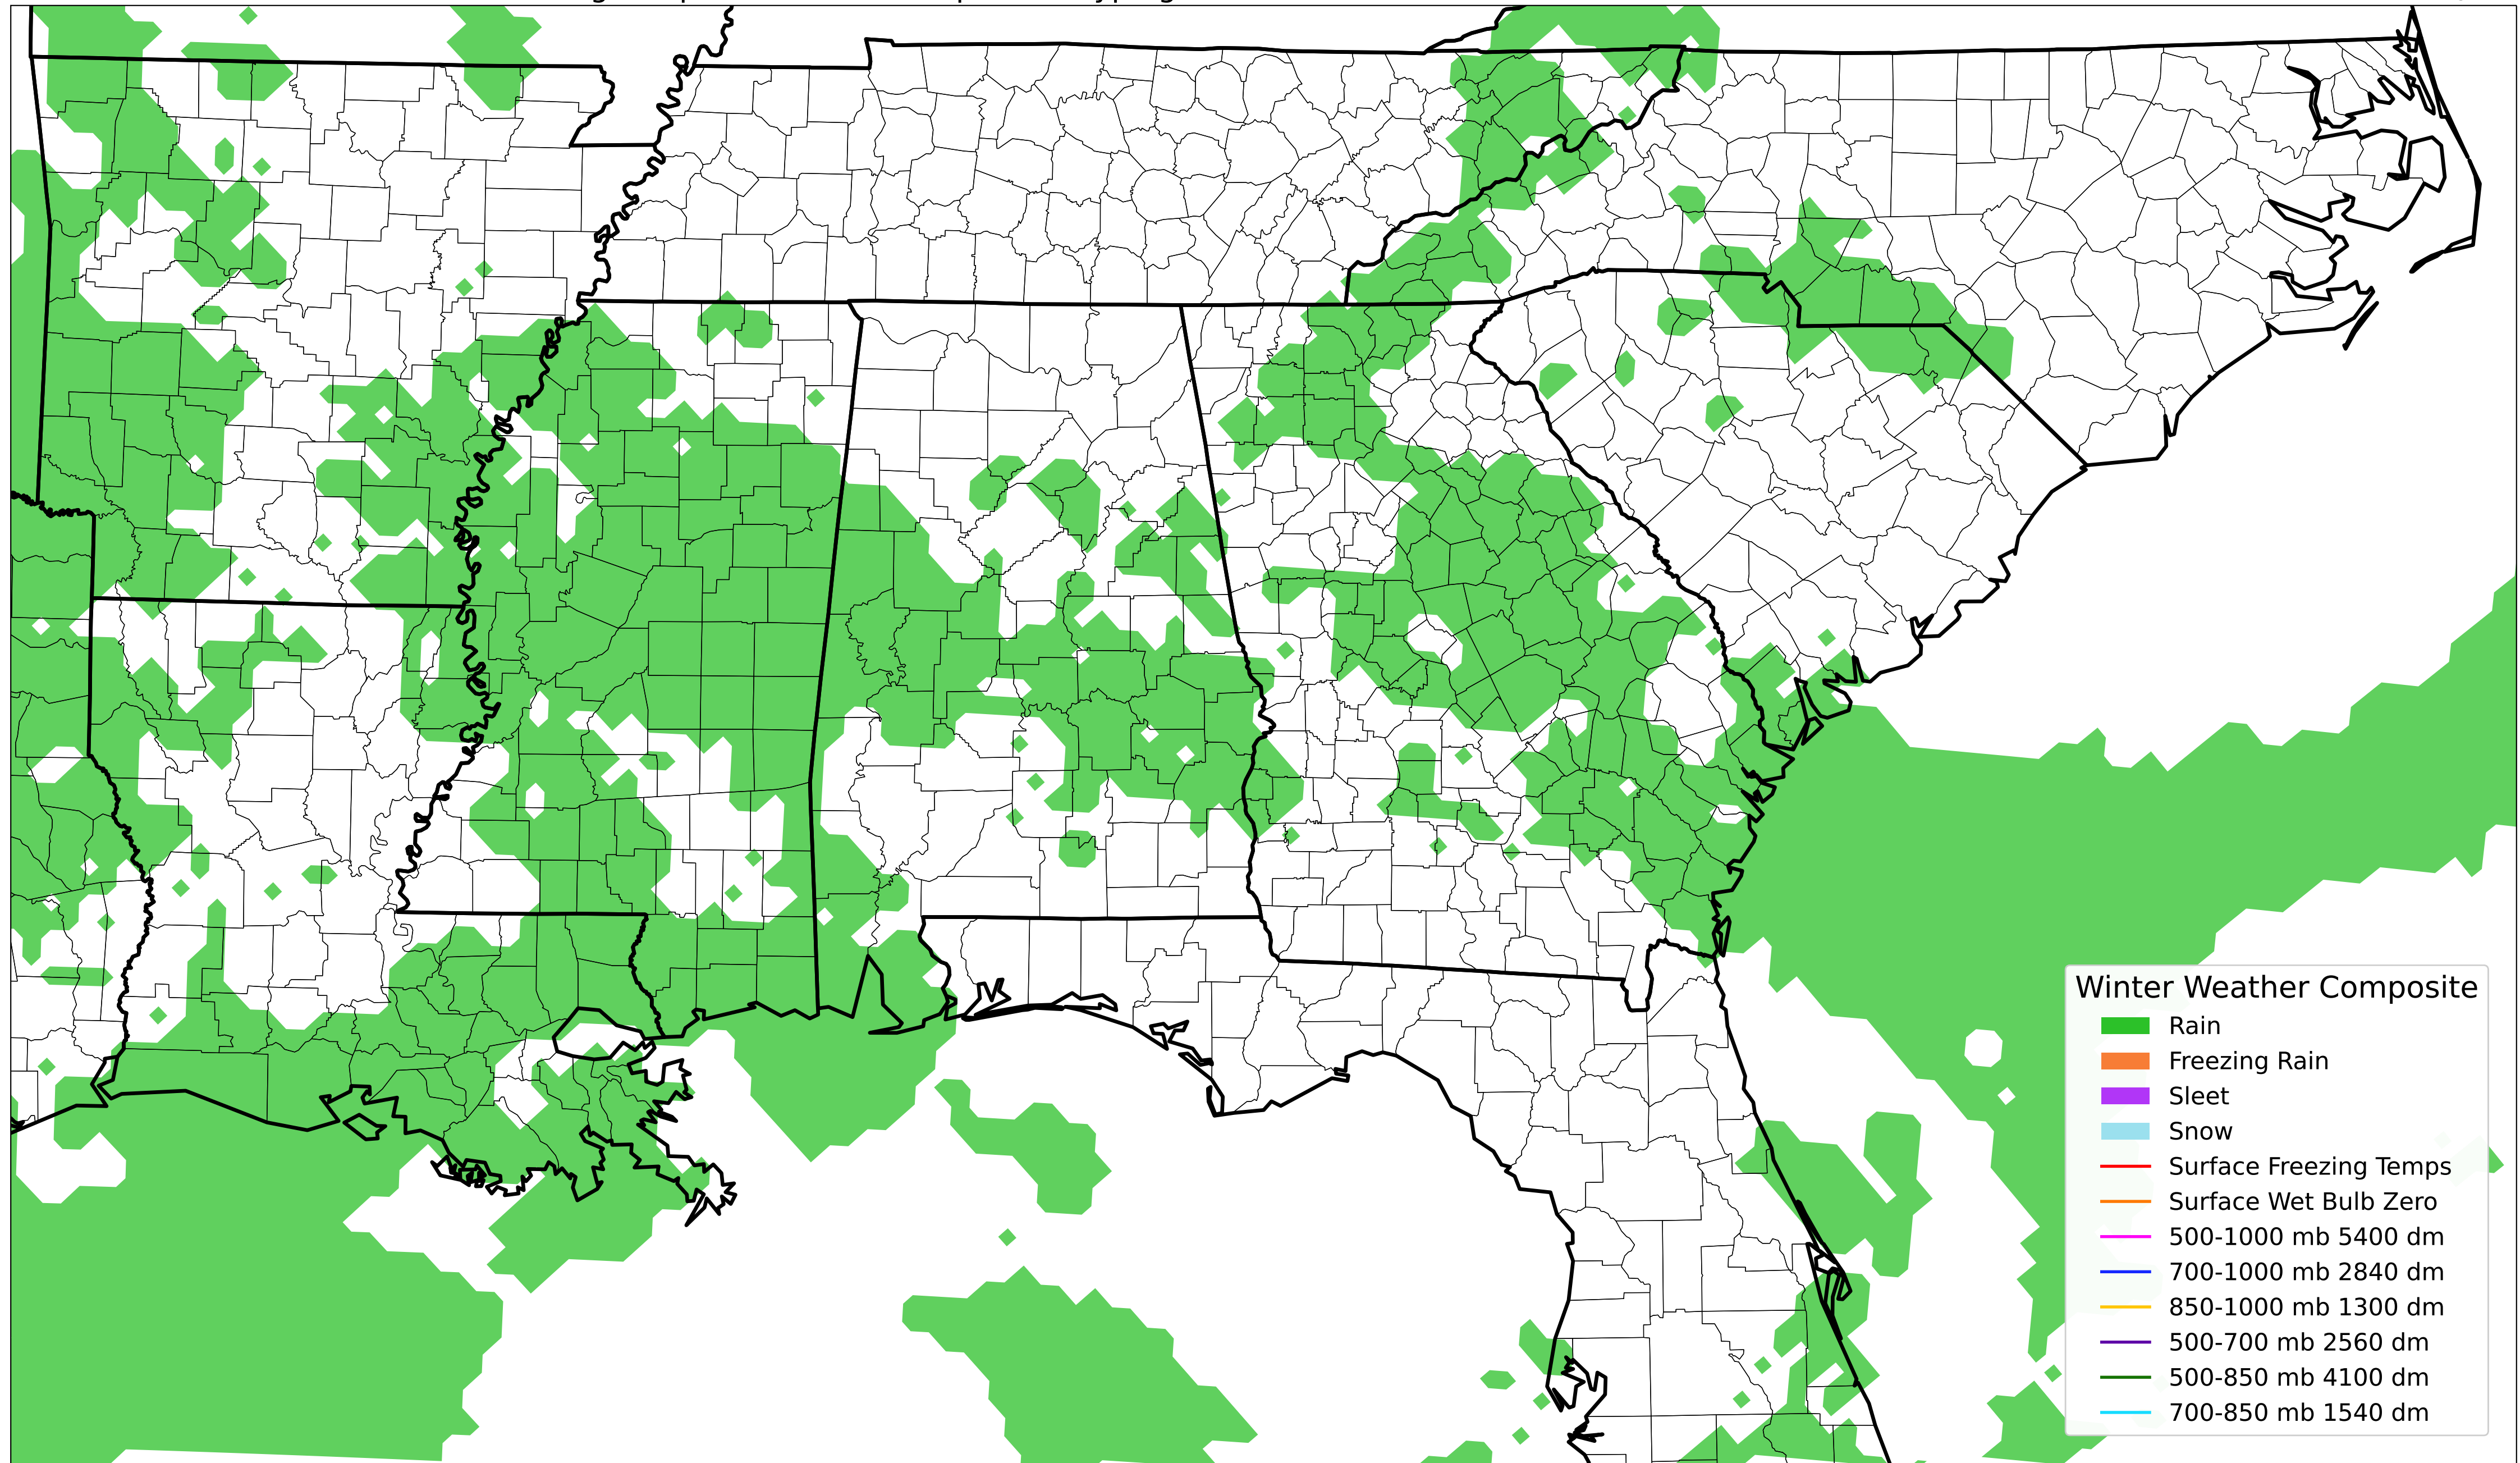 Winter Weather Composite
Rain
Freezing Rain
Sleet
Snow
Surface Freezing Temps
Surface Wet Bulb Zero
500-1000 mb 5400 dm
700-1000 mb 2840 dm
850-1000 mb 1300 dm
500-700 mb 2560 dm
500-850 mb 4100 dm
700-850 mb 1540 dm